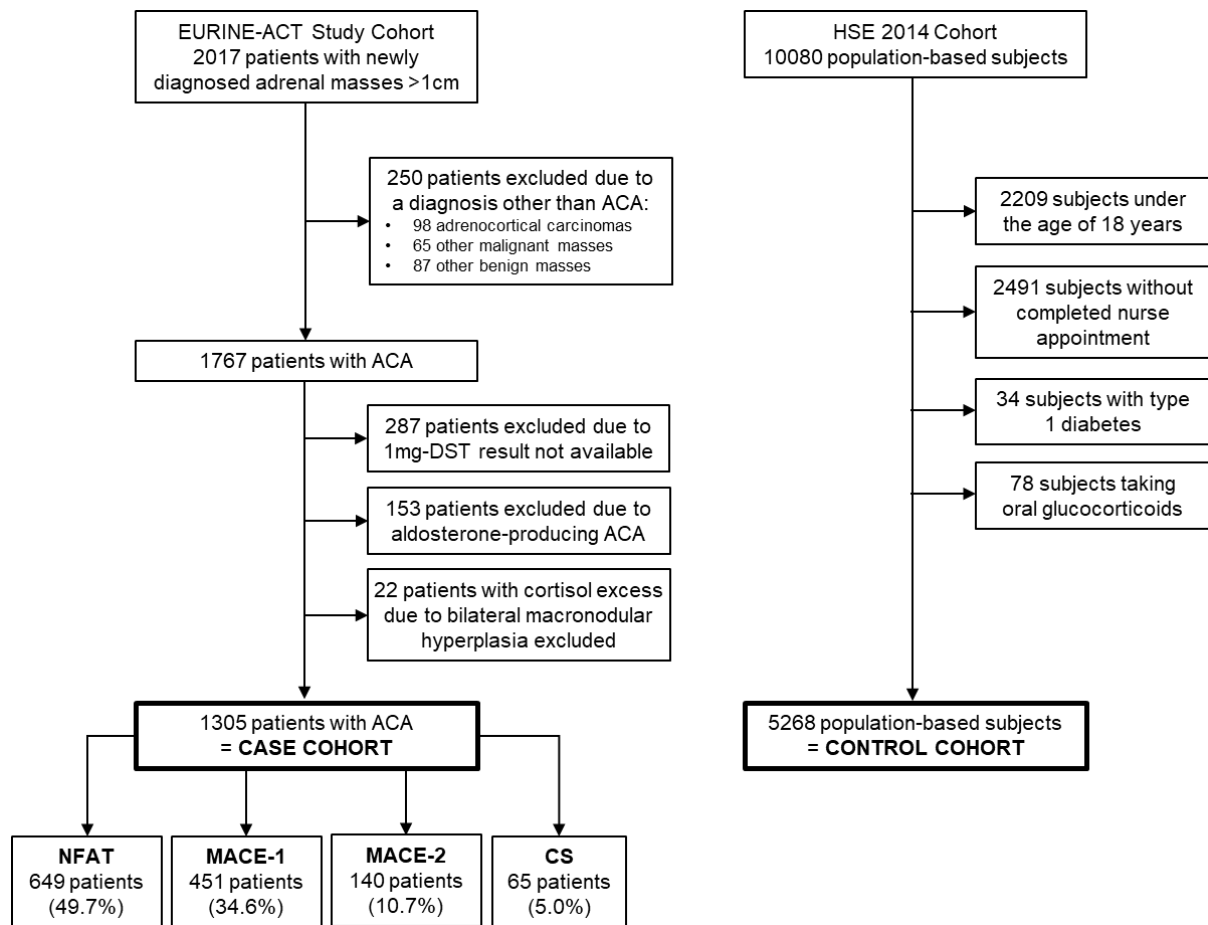 EURINE-ACT Study Cohort
2017 patients with newly
diagnosed adrenal masses >1cm
250 patients excluded due to
a diagnosis other than ACA:
• 98 adrenocortical carcinomas
• 65 other malignant masses
• 87 other benign masses
1767 patients with ACA
287 patients excluded due to
1mg-DST result not available
153 patients excluded due to
aldosterone-producing ACA
22 patients with cortisol excess
due to bilateral macronodular
hyperplasia excluded
1305 patients with ACA
= CASE COHORT
NFAT
649 patients
(49.7%)
MACE-1
451 patients
(34.6%)
MACE-2
140 patients
(10.7%)
CS
65 patients
(5.0%)
HSE 2014 Cohort
10080 population-based subjects
2209 subjects under
the age of 18 years
2491 subjects without
completed nurse
appointment
34 subjects with type
1 diabetes
78 subjects taking
oral glucocorticoids
5268 population-based subjects
= CONTROL COHORT